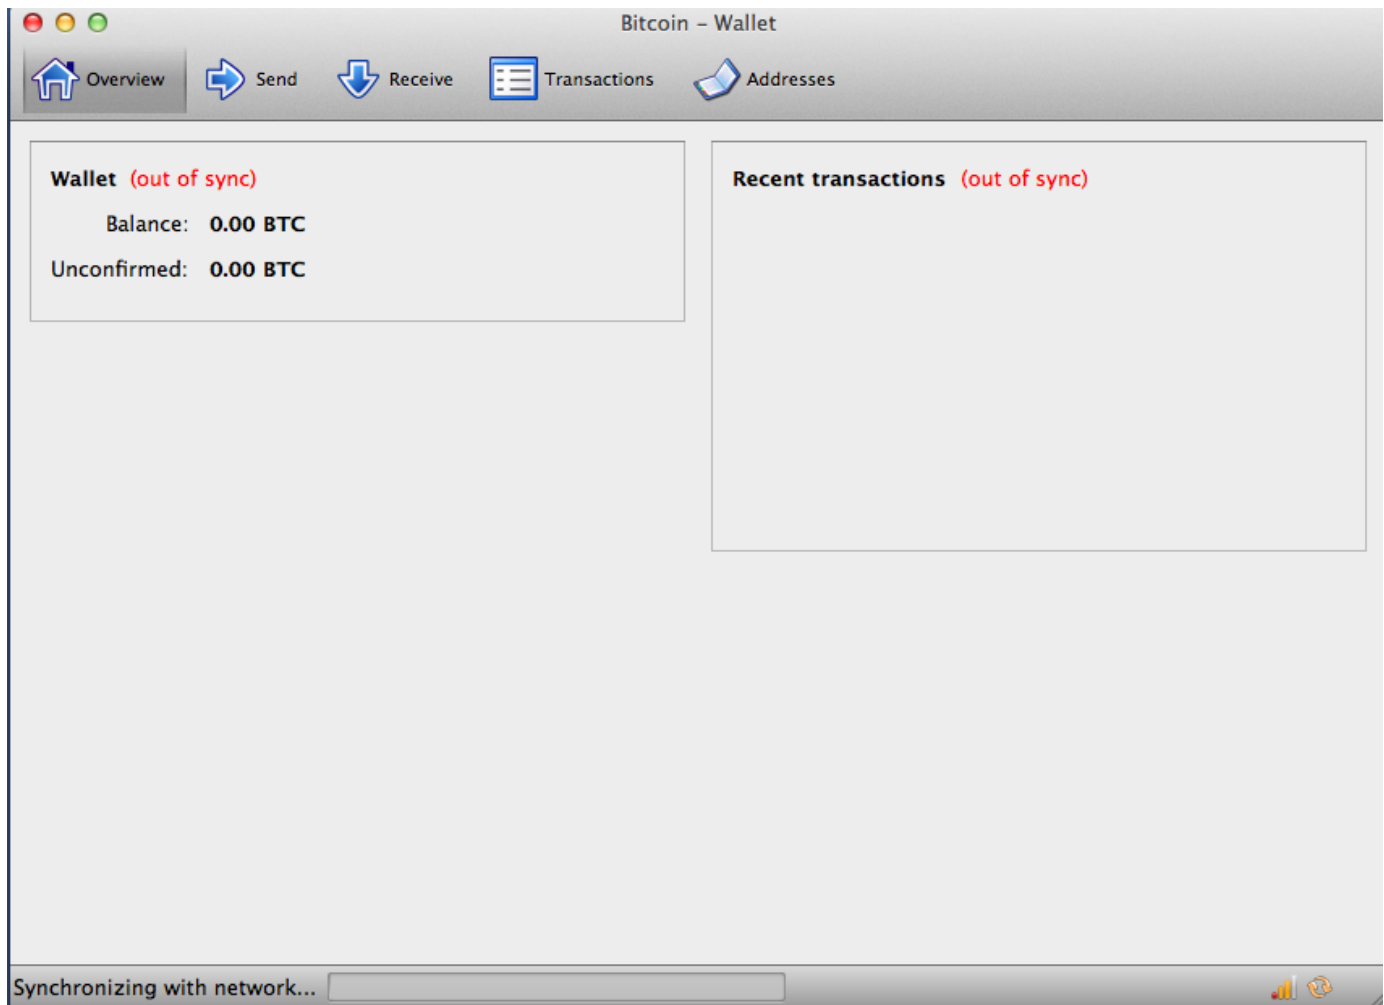 Bitcoin – Wallet
Overview Send Receive Transactions Addresses
Wallet (out of sync)
Balance: 0.00 BTC
Unconfirmed: 0.00 BTC
Recent transactions (out of sync)
Synchronizing with network...